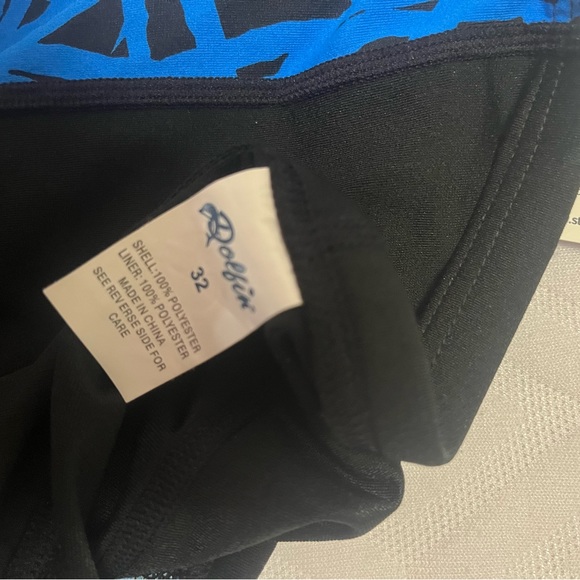 Dolfin
32
SHELL:100% POLYESTER
LINER:100% POLYESTER
MADE IN CHINA
SEE REVERSE SIDE FOR
CARE